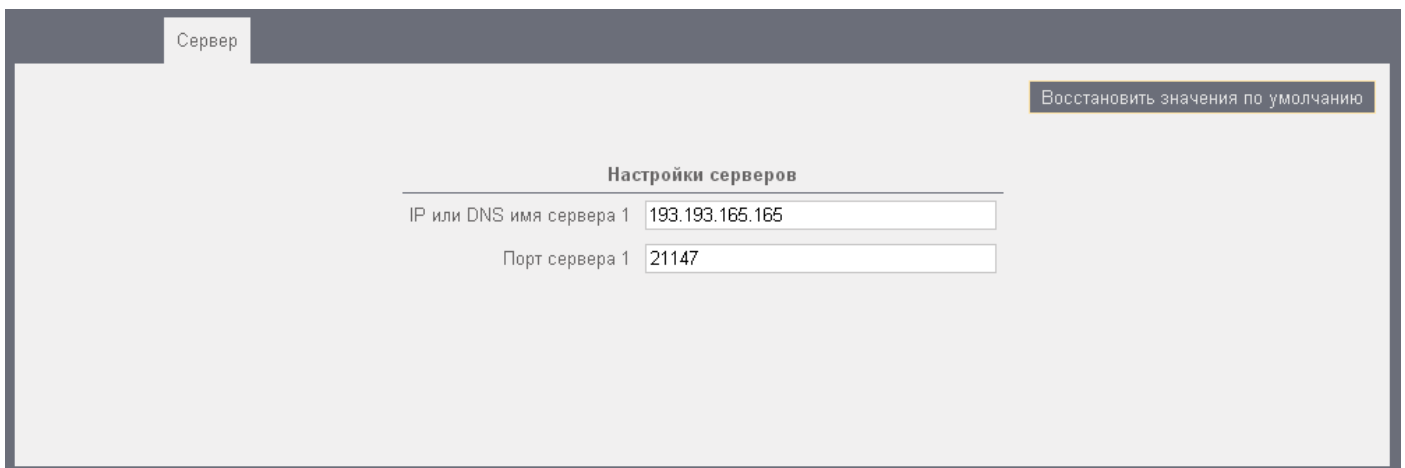 Сервер
Восстановить значения по умолчанию
Настройки серверов
IP или DNS имя сервера 1 193.193.165.165
Порт сервера 1 21147